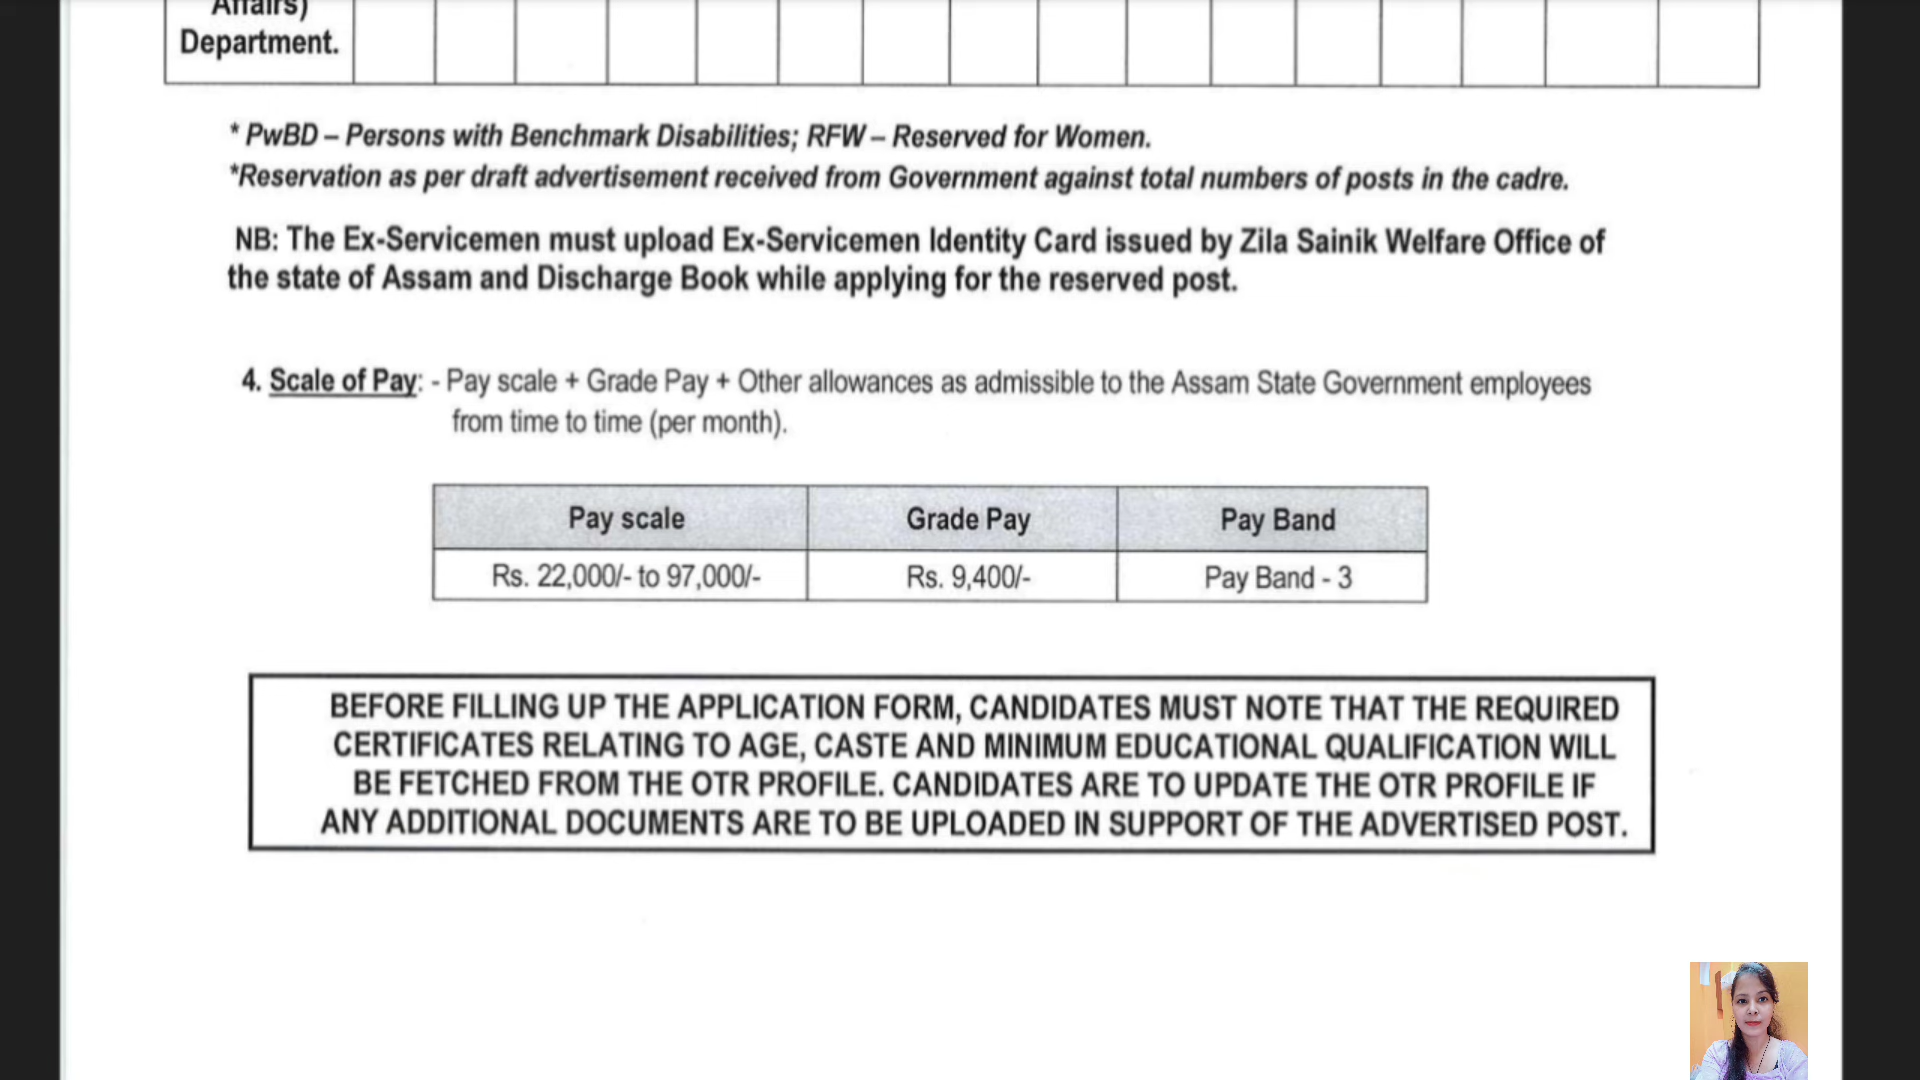 Affairs)
Department.
* PwBD – Persons with Benchmark Disabilities; RFW – Reserved for Women.
*Reservation as per draft advertisement received from Government against total numbers of posts in the cadre.
NB: The Ex-Servicemen must upload Ex-Servicemen Identity Card issued by Zila Sainik Welfare Office of
the state of Assam and Discharge Book while applying for the reserved post.
4. Scale of Pay: - Pay scale + Grade Pay + Other allowances as admissible to the Assam State Government employees
from time to time (per month).
Pay scale Grade Pay Pay Band
Rs. 22,000/- to 97,000/- Rs. 9,400/- Pay Band - 3
BEFORE FILLING UP THE APPLICATION FORM, CANDIDATES MUST NOTE THAT THE REQUIRED
CERTIFICATES RELATING TO AGE, CASTE AND MINIMUM EDUCATIONAL QUALIFICATION WILL
BE FETCHED FROM THE OTR PROFILE. CANDIDATES ARE TO UPDATE THE OTR PROFILE IF
ANY ADDITIONAL DOCUMENTS ARE TO BE UPLOADED IN SUPPORT OF THE ADVERTISED POST.